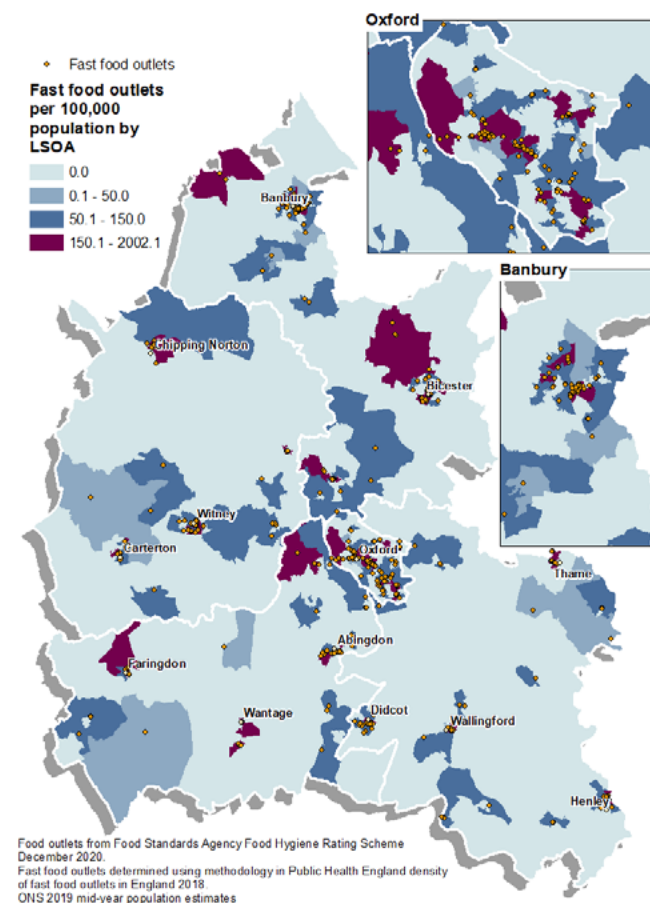 Oxford
Fast food outlets
Fast food outlets
per 100,000
population by
LSOA
0.0
0.1 - 50.0
50.1 - 150.0
150.1 - 2002.1
Banbury
Banbury
Chipping Norton
Bicester
Witney
Carterton
Oxford
Thame
Abingdon
Faringdon
Wantage
Didcot
Wallingford
Henley
Food outlets from Food Standards Agency Food Hygiene Rating Scheme
December 2020.
Fast food outlets determined using methodology in Public Health England density
of fast food outlets in England 2018.
ONS 2019 mid-year population estimates